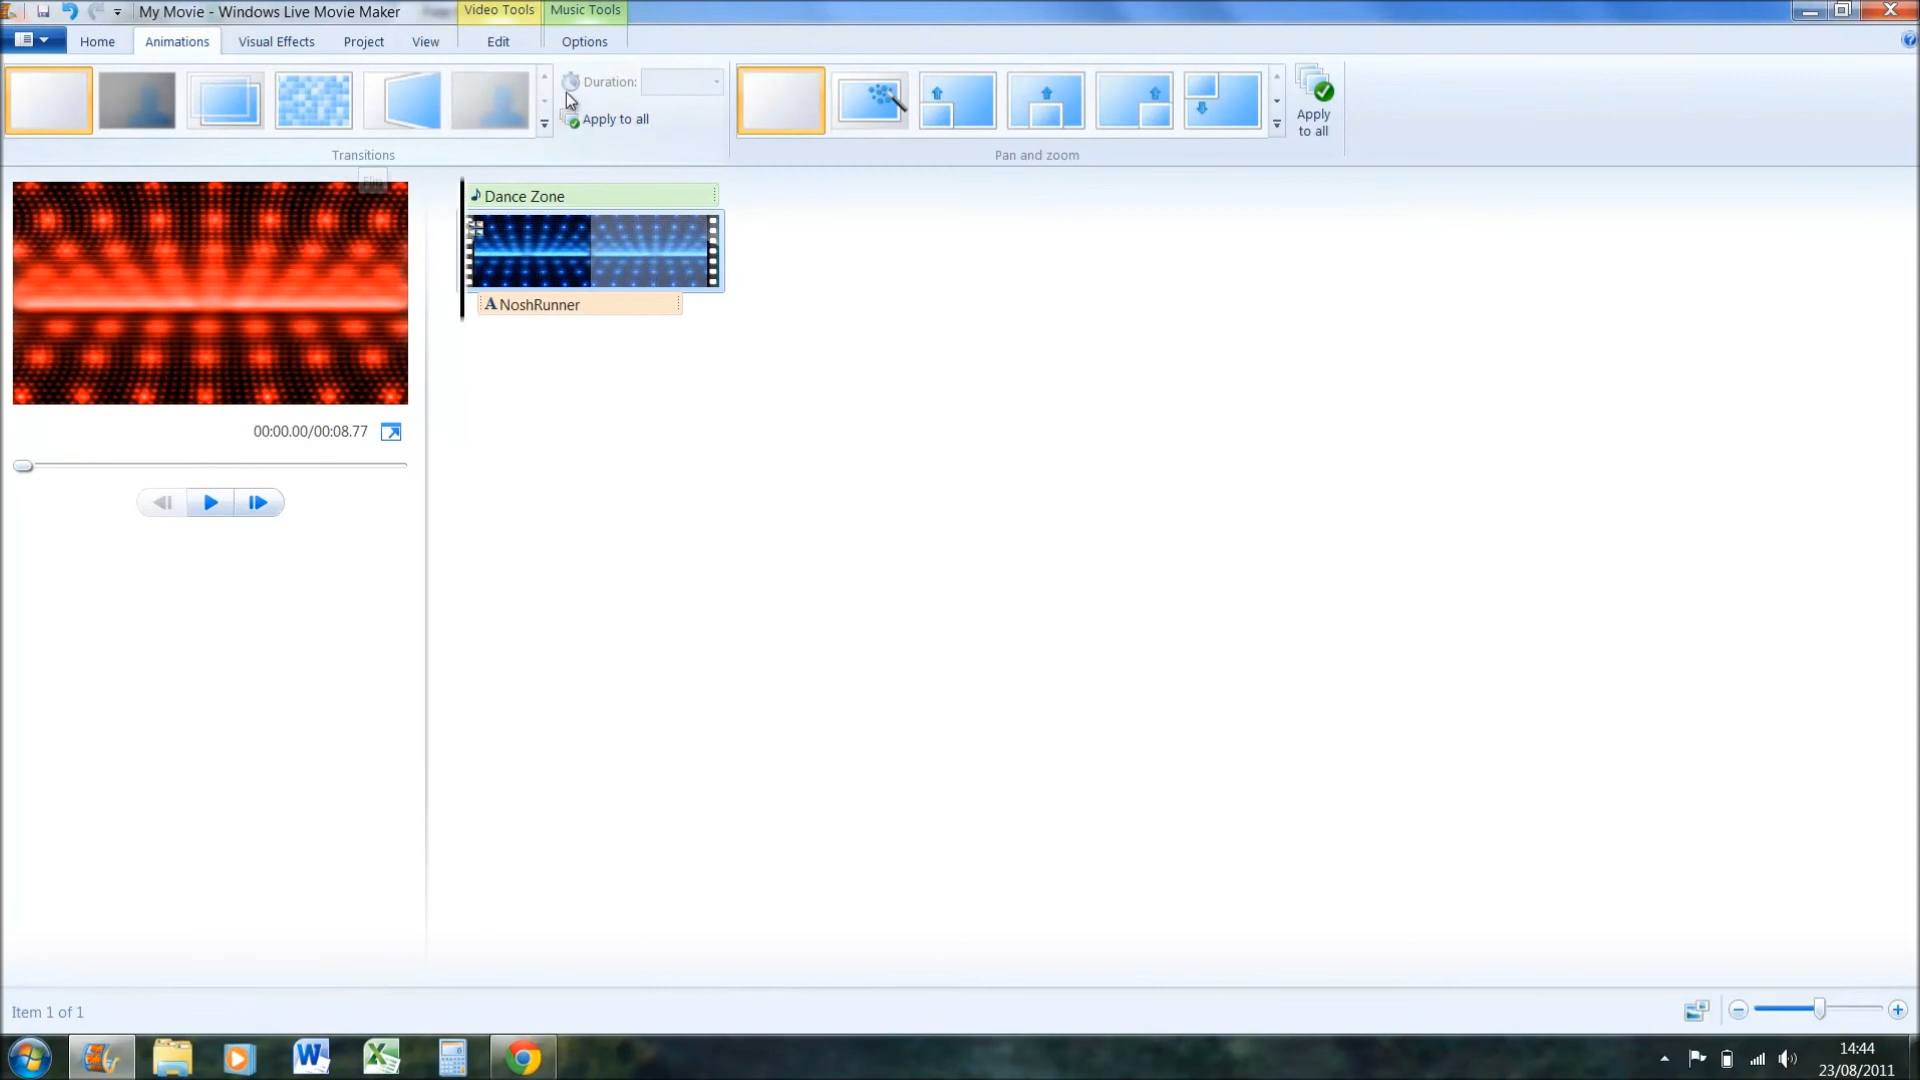 My Movie - Windows Live Movie Maker
Video Tools
Music Tools
Home
Animations
Visual Effects
Project
View
Edit
Options
Duration:
Apply to all
Transitions
Flip
Pan and zoom
Apply
to all
Dance Zone
A NoshRunner
00:00.00/00:08.77
Item 1 of 1
14:44
23/08/2011